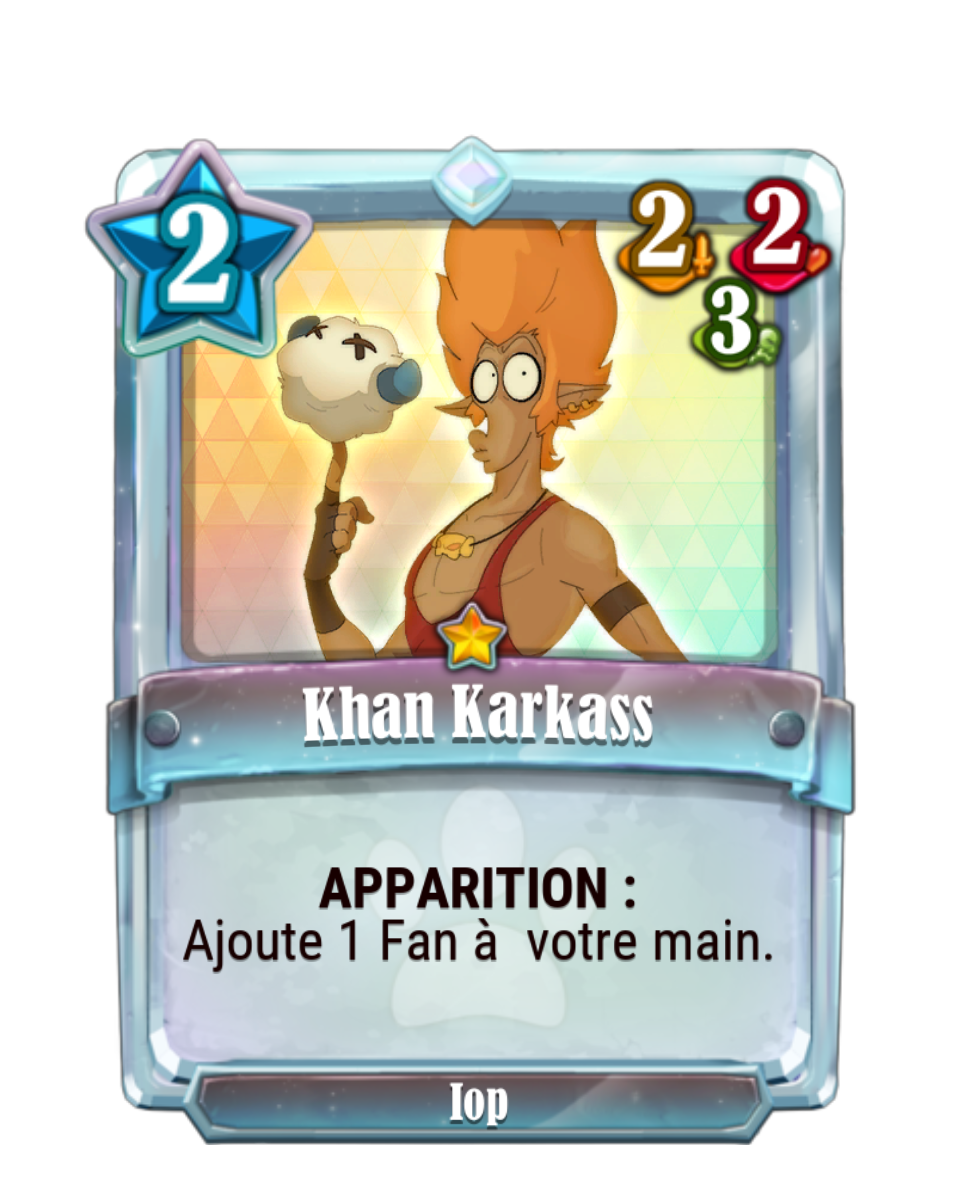 2
2
2
3
Khan Karkass
APPARITION :
Ajoute 1 Fan à  votre main.
Iop